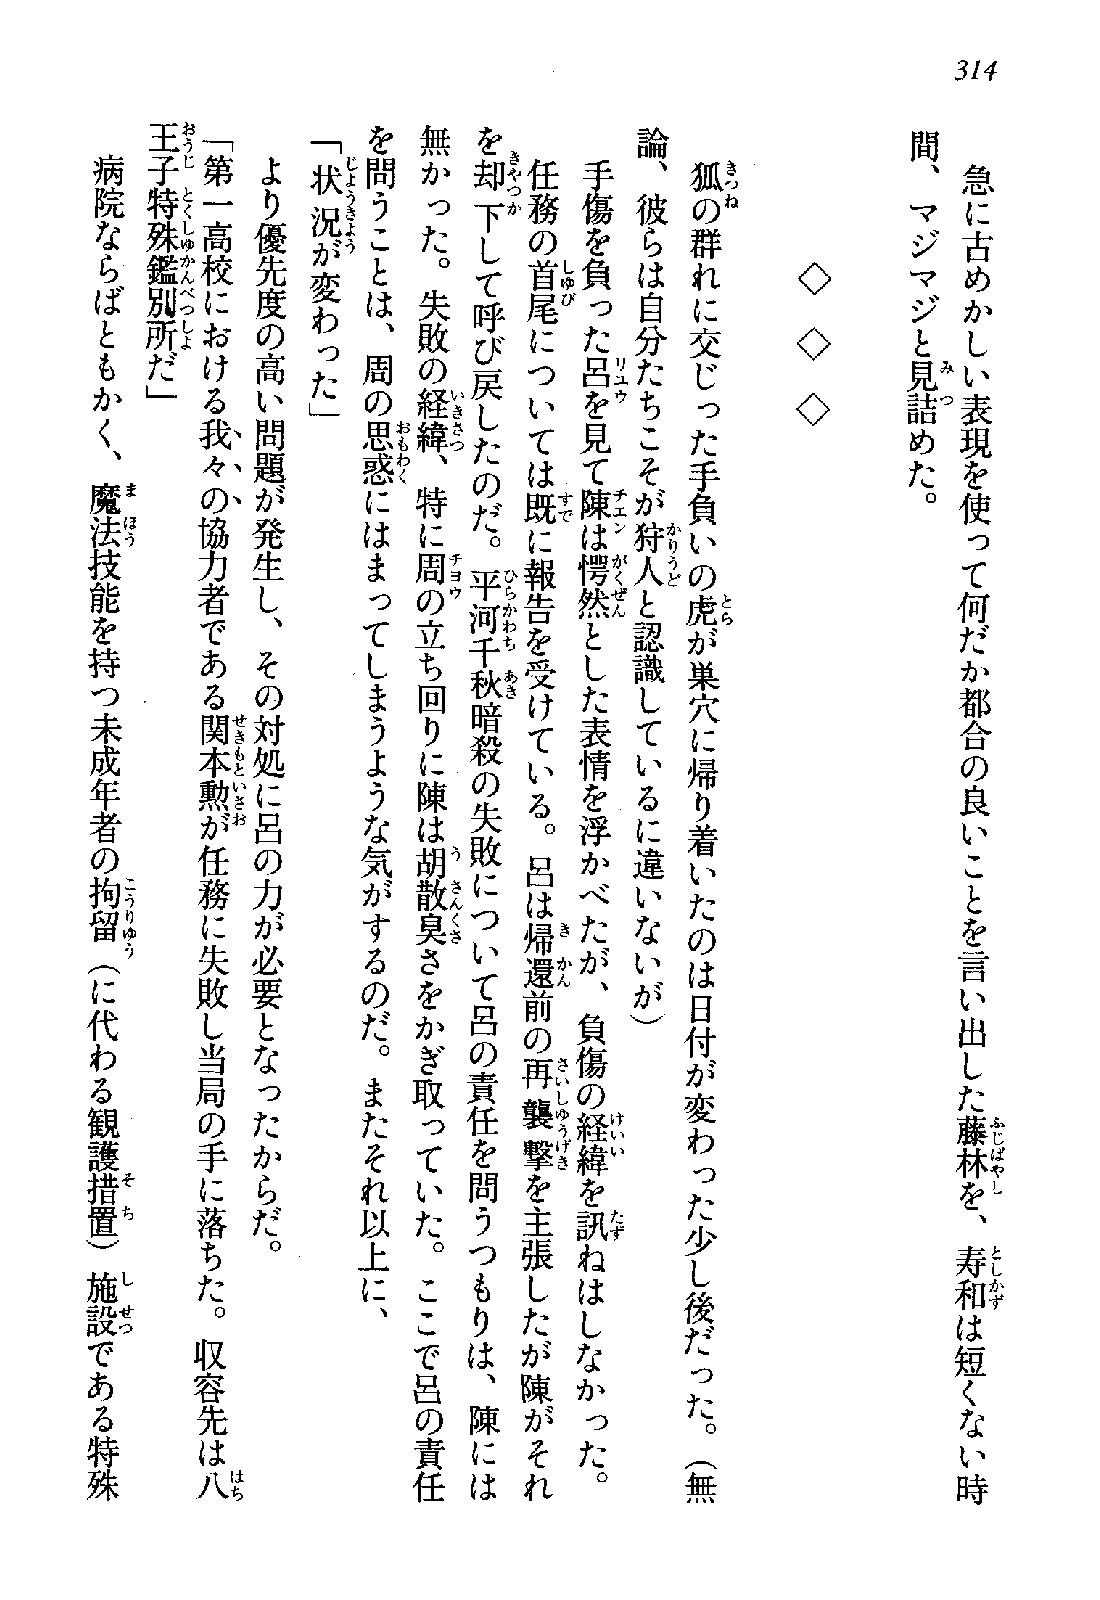 314
急に古めかしい表現を使って何だか都合の良いことを言い出した藤林を、寿和は短くない時
間、マジマジと見詰めた。
◇ ◇ ◇
狐の群れに交じった手負いの虎が巣穴に帰り着いたのは日付が変わった少し後だった。（無
論、彼らは自分たちこそが狩人と認識しているに違いないが）
手傷を負った呂を見て陳は愕然とした表情を浮かべたが、負傷の経緯を訊ねはしなかった。
任務の首尾については既に報告を受けている。呂は帰還前の再襲撃を主張したが陳がそれ
を却下して呼び戻したのだ。平河千秋暗殺の失敗について呂の責任を問うつもりは、陳には
無かった。失敗の経緯、特に周の立ち回りに陳は胡散臭さをかぎ取っていた。ここで呂の責任
を問うことは、周の思惑にはまってしまうような気がするのだ。またそれ以上に、
「状況が変わった」
より優先度の高い問題が発生し、その対処に呂の力が必要となったからだ。
「第一高校における我々の協力者である関本勲が任務に失敗し当局の手に落ちた。収容先は八
王子特殊鑑別所だ」
病院ならばともかく、魔法技能を持つ未成年者の拘留（に代わる観護措置）施設である特殊